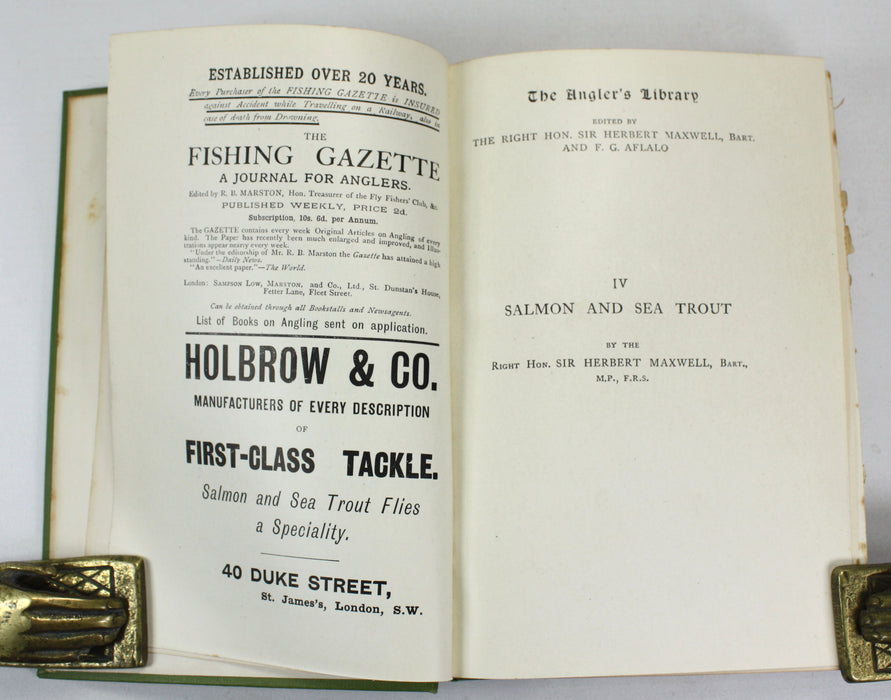 ESTABLISHED OVER 20 YEARS.
Every Purchaser of the FISHING GAZETTE is INSURED
against Accident while Travelling on a Railway, also in
case of death from Drowning.
THE
FISHING GAZETTE
A JOURNAL FOR ANGLERS.
Edited by R. B. MARSTON, Hon. Treasurer of the Fly Fishers' Club, &c.
PUBLISHED WEEKLY, PRICE 2d.
Subscription, 10s. 6d. per Annum.
The GAZETTE contains every week Original Articles on Angling of every
kind. The Paper has recently been much enlarged and improved, and Illus-
trations appear nearly every week.
"Under the editorship of Mr. R. B. Marston the Gazette has attained a high
standing."—Daily News.
"An excellent paper."—The World.
London: SAMPSON LOW, MARSTON, and Co., Ltd., St. Dunstan's House,
Fetter Lane, Fleet Street.
Can be obtained through all Bookstalls and Newsagents.
List of Books on Angling sent on application.
HOLBROW & CO.
MANUFACTURERS OF EVERY DESCRIPTION
OF
FIRST-CLASS TACKLE.
Salmon and Sea Trout Flies
a Speciality.
40 DUKE STREET,
St. James's, London, S.W.
The Angler's Library
EDITED BY
THE RIGHT HON. SIR HERBERT MAXWELL, BART.
AND F. G. AFLALO
IV
SALMON AND SEA TROUT
BY THE
RIGHT HON. SIR HERBERT MAXWELL, BART.,
M.P., F.R.S.